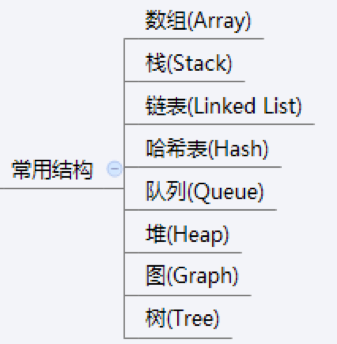 常用结构
数组(Array)
栈(Stack)
链表(Linked List)
哈希表(Hash)
队列(Queue)
堆(Heap)
图(Graph)
树(Tree)